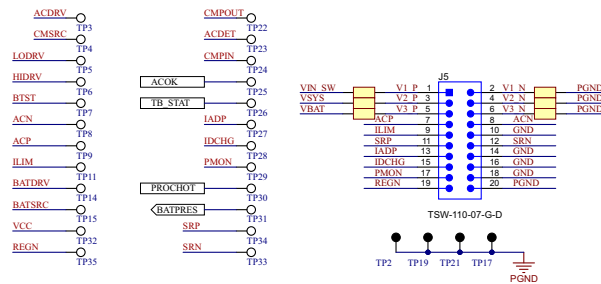 ACDRV
TP3
CMSRC
TP4
LODRV
TP5
HIDRV
TP6
BTST
TP7
ACN
TP8
ACP
TP9
ILIM
TP11
BATDRV
TP14
BATSRC
TP15
VCC
TP32
REGN
TP35
CMPOUT
TP22
ACDET
TP23
CMPIN
TP24
ACOK
TP25
TB_STAT
TP26
IADP
TP27
IDCHG
TP28
PMON
TP29
PROCHOT
TP30
BATPRES
TP31
SRP
TP34
SRN
TP33
J5
VIN_SW V1_P 1 2 V1_N PGND
VSYS V2_P 3 4 V2_N PGND
VBAT V3_P 5 6 V3_N PGND
ACP 7 8 ACN
ILIM 9 10 GND
SRP 11 12 SRN
IADP 13 14 GND
IDCHG 15 16 GND
PMON 17 18 GND
REGN 19 20 PGND
TSW-110-07-G-D
TP2 TP19 TP21 TP17
PGND